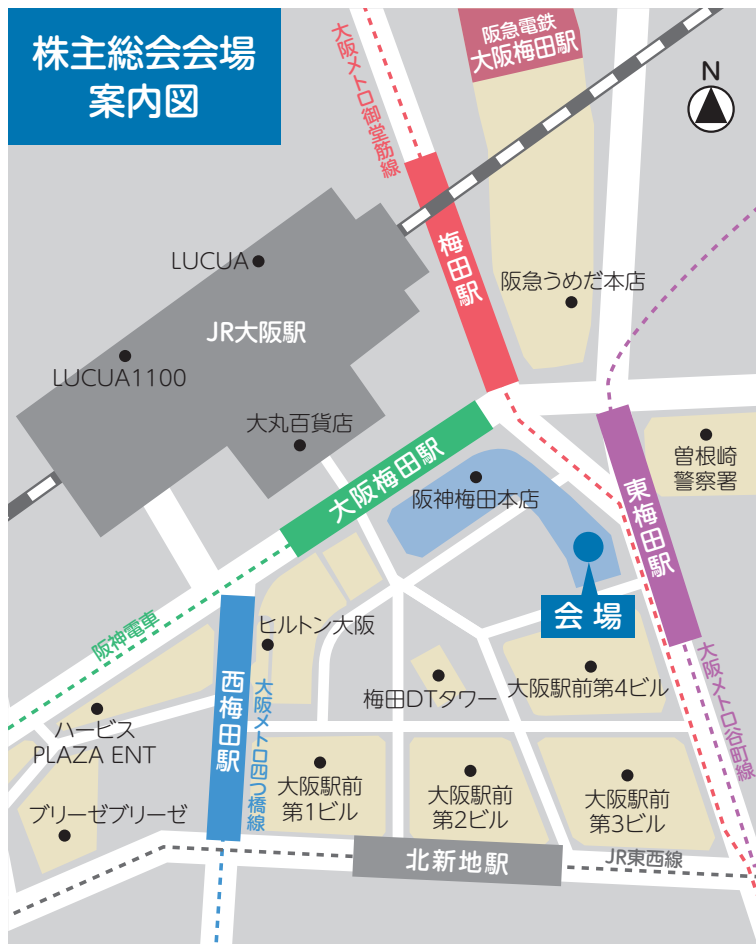 株主総会会場
案内図
阪急電鉄
大阪梅田駅
N
大阪メトロ御堂筋線
梅田駅
LUCUA
阪急うめだ本店
JR大阪駅
LUCUA1100
大丸百貨店
大阪梅田駅
阪神梅田本店
曽根崎
警察署
東梅田駅
会場
阪神電車
ヒルトン大阪
西梅田駅
大阪メトロ四つ橋線
梅田DTタワー
大阪駅前第4ビル
大阪メトロ谷町線
ハービス
PLAZA ENT
大阪駅前
第1ビル
大阪駅前
第2ビル
大阪駅前
第3ビル
ブリーゼブリーゼ
北新地駅
JR東西線